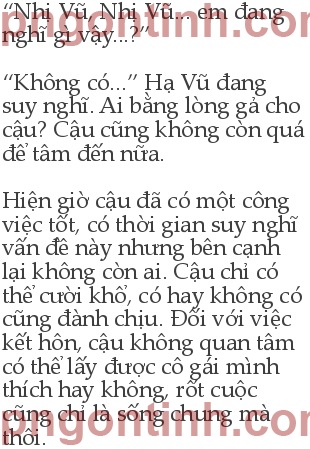 “Nhị Vũ, Nhị Vũ... em đang
nghĩ gì vậy...?”
“Không có...” Hạ Vũ đang
suy nghĩ. Ai bằng lòng gả cho
cậu? Cậu cũng không còn quá
để tâm đến nữa.
Hiện giờ cậu đã có một công
việc tốt, có thời gian suy nghĩ
vấn đề này nhưng bên cạnh
lại không còn ai. Cậu chỉ có
thể cười khổ, có hay không có
cũng đành chịu. Đối với việc
kết hôn, cậu không quan tâm
có thể lấy được cô gái mình
thích hay không, rốt cuộc
cũng chỉ là sống chung mà
thôi.
pngontinh.com
pngontinh.com